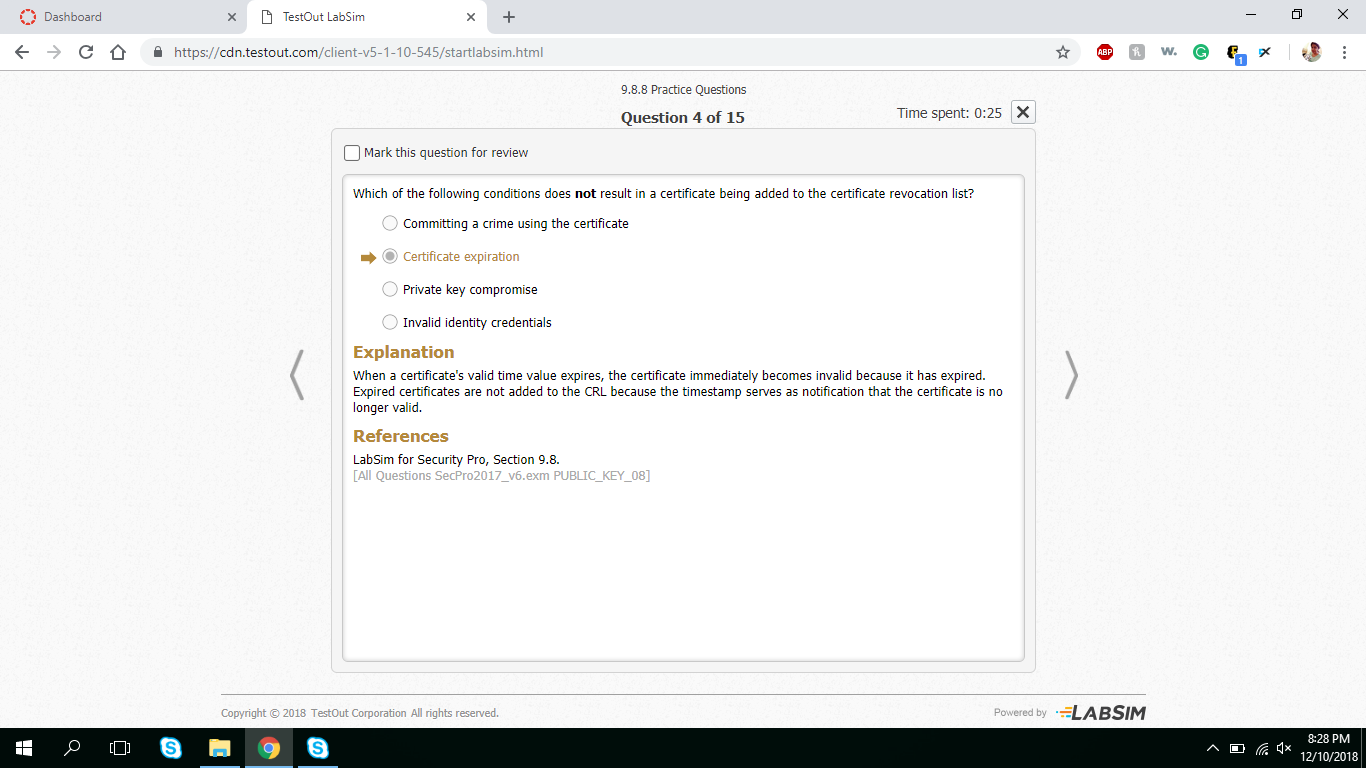 Dashboard
TestOut LabSim
https://cdn.testout.com/client-v5-1-10-545/startlabsim.html
ABP
w.
1
9.8.8 Practice Questions
Question 4 of 15
Time spent: 0:25
Mark this question for review
Which of the following conditions does not result in a certificate being added to the certificate revocation list?
Committing a crime using the certificate
Certificate expiration
Private key compromise
Invalid identity credentials
Explanation
When a certificate's valid time value expires, the certificate immediately becomes invalid because it has expired.
Expired certificates are not added to the CRL because the timestamp serves as notification that the certificate is no
longer valid.
References
LabSim for Security Pro, Section 9.8.
[All Questions SecPro2017_v6.exm PUBLIC_KEY_08]
Copyright © 2018 TestOut Corporation All rights reserved.
Powered by LABSIM
8:28 PM
12/10/2018